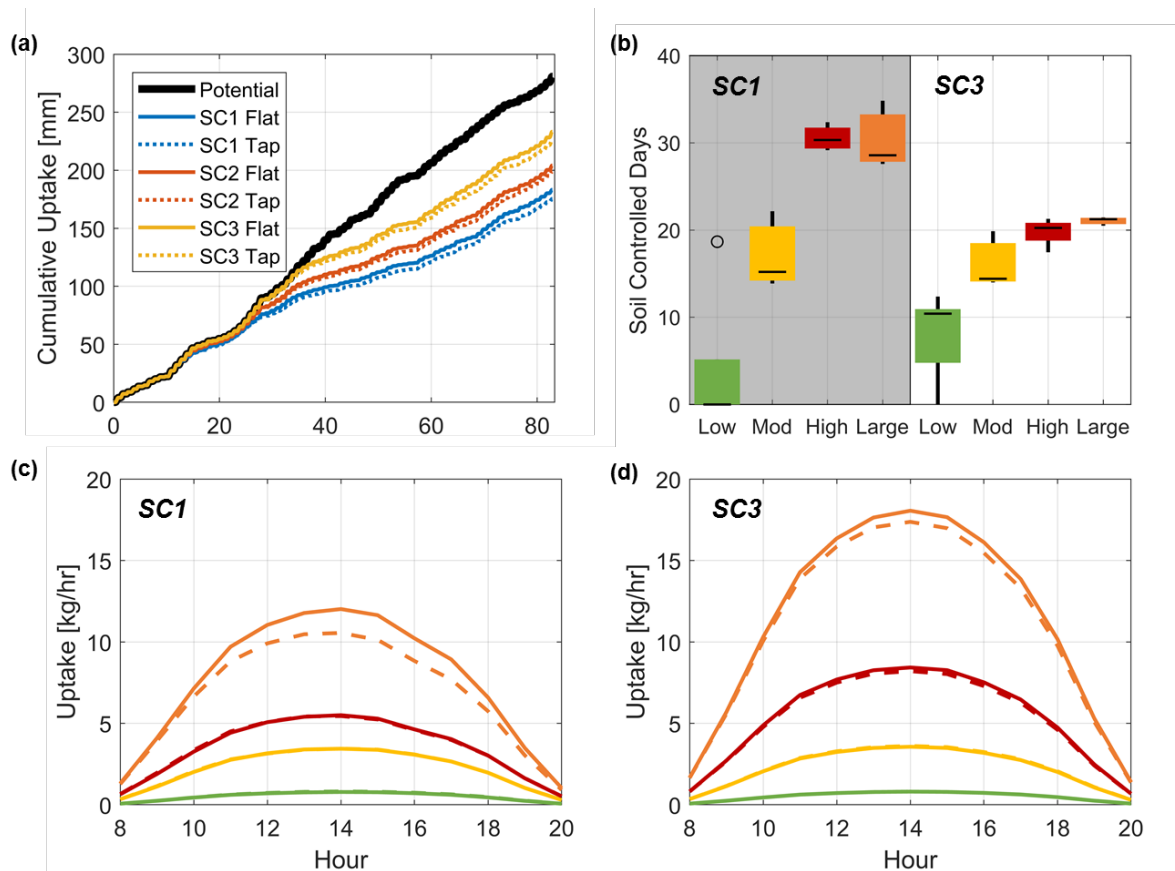 (a)
Cumulative Uptake [mm]
300
250
200
150
100
50
0
Potential
SC1 Flat
SC1 Tap
SC2 Flat
SC2 Tap
SC3 Flat
SC3 Tap
0 20 40 60 80
(b)
Soil Controlled Days
40
30
20
10
0
SC1 SC3
Low Mod High Large Low Mod High Large
(c)
SC1
Uptake [kg/hr]
20
15
10
5
0
8 10 12 14 16 18 20
Hour
(d)
SC3
Uptake [kg/hr]
20
15
10
5
0
8 10 12 14 16 18 20
Hour